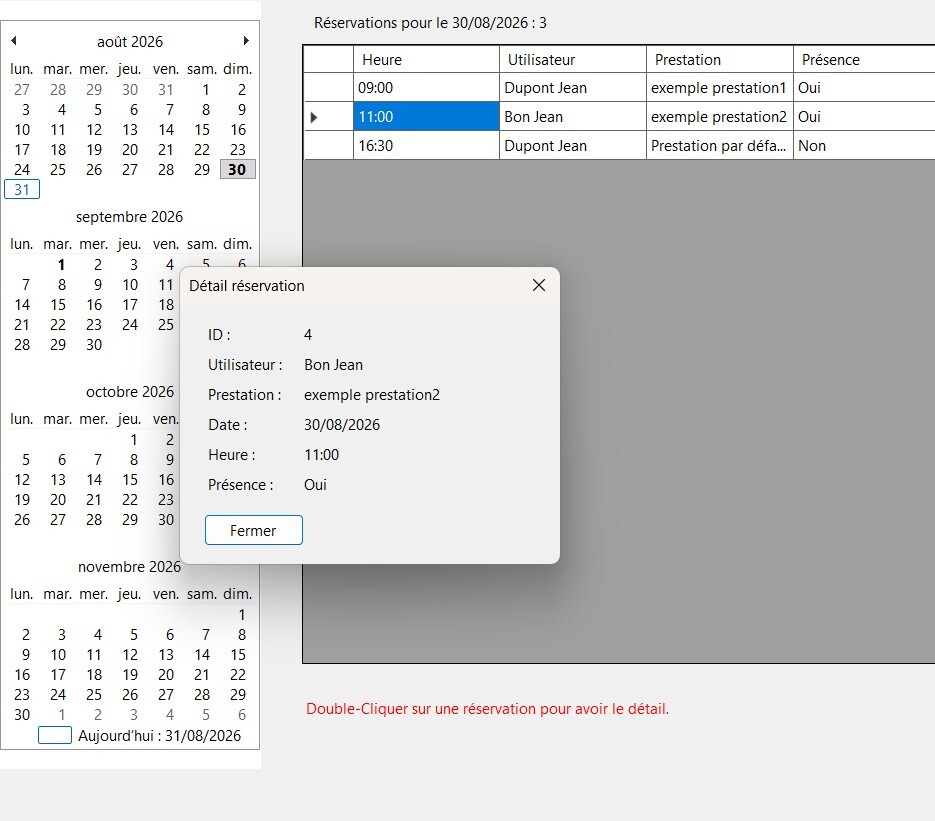 Réservations pour le 30/08/2026 : 3
août 2026
lun. mar. mer. jeu. ven. sam. dim.
27 28 29 30 31 1 2
3 4 5 6 7 8 9
10 11 12 13 14 15 16
17 18 19 20 21 22 23
24 25 26 27 28 29 30
31
septembre 2026
lun. mar. mer. jeu. ven. sam. dim.
1 2 3 4 5 6
7 8 9 10 11
14 15 16 17 18
21 22 23 24 25
28 29 30
octobre 2026
lun. mar. mer. jeu. ven.
1 2
5 6 7 8 9
12 13 14 15 16
19 20 21 22 23
26 27 28 29 30
novembre 2026
lun. mar. mer. jeu. ven. sam. dim.
1
2 3 4 5 6 7 8
9 10 11 12 13 14 15
16 17 18 19 20 21 22
23 24 25 26 27 28 29
30 1 2 3 4 5 6
Aujourd'hui : 31/08/2026
Heure Utilisateur Prestation Présence
09:00 Dupont Jean exemple prestation1 Oui
11:00 Bon Jean exemple prestation2 Oui
16:30 Dupont Jean Prestation par défa... Non
Détail réservation
ID : 4
Utilisateur : Bon Jean
Prestation : exemple prestation2
Date : 30/08/2026
Heure : 11:00
Présence : Oui
Fermer
Double-Cliquer sur une réservation pour avoir le détail.